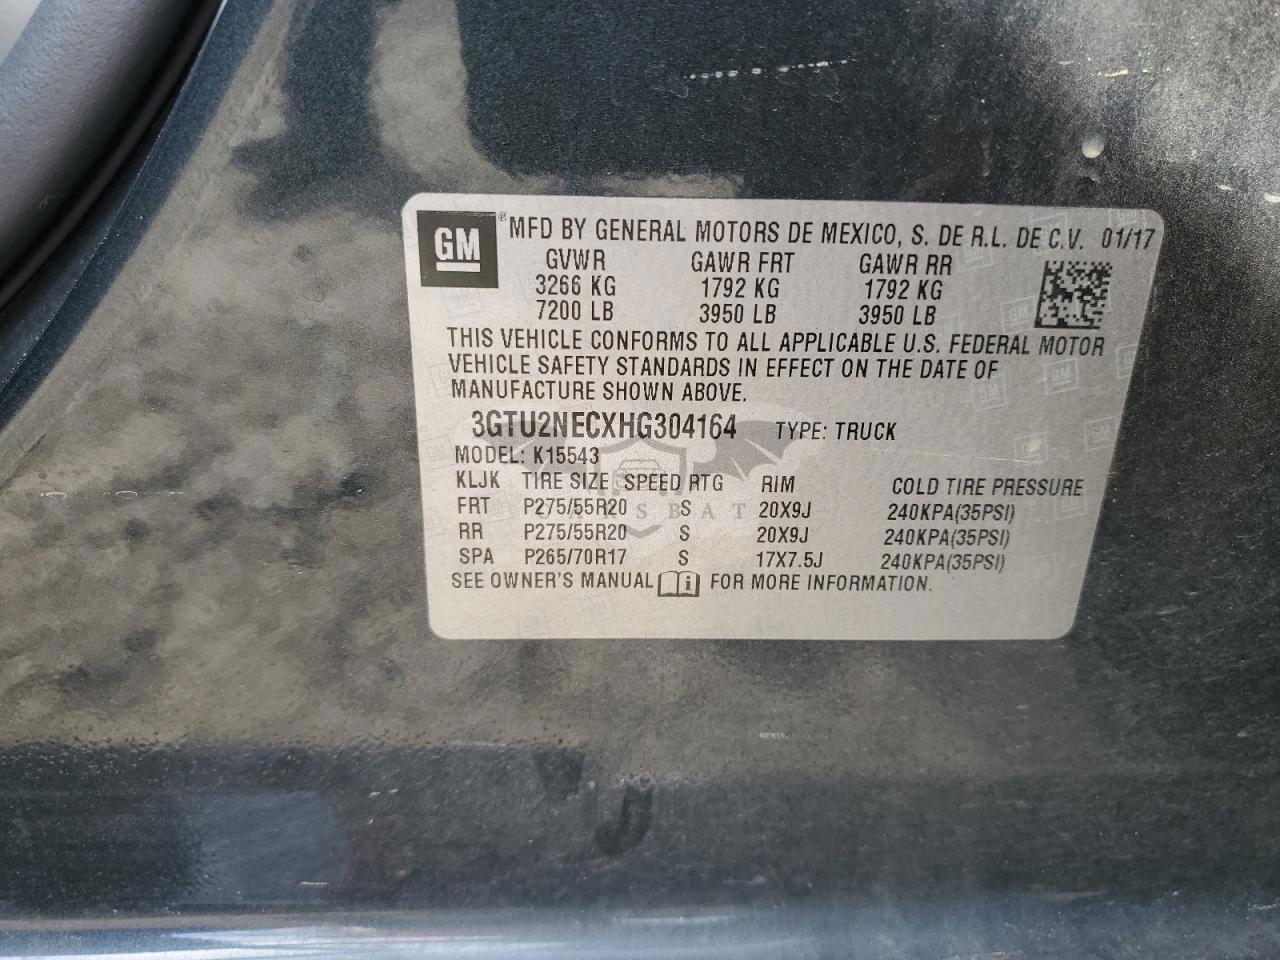 GM ® MFD BY GENERAL MOTORS DE MEXICO, S. DE R.L. DE C.V. 01/17
GVWR GAWR FRT GAWR RR
3266 KG 1792 KG 1792 KG
7200 LB 3950 LB 3950 LB
THIS VEHICLE CONFORMS TO ALL APPLICABLE U.S. FEDERAL MOTOR
VEHICLE SAFETY STANDARDS IN EFFECT ON THE DATE OF
MANUFACTURE SHOWN ABOVE.
3GTU2NECXHG304164 TYPE: TRUCK
MODEL: K15543
KLJK TIRE SIZE SPEED RTG RIM COLD TIRE PRESSURE
FRT P275/55R20 S 20X9J 240KPA(35PSI)
RR P275/55R20 S 20X9J 240KPA(35PSI)
SPA P265/70R17 S 17X7.5J 240KPA(35PSI)
SEE OWNER'S MANUAL FOR MORE INFORMATION.